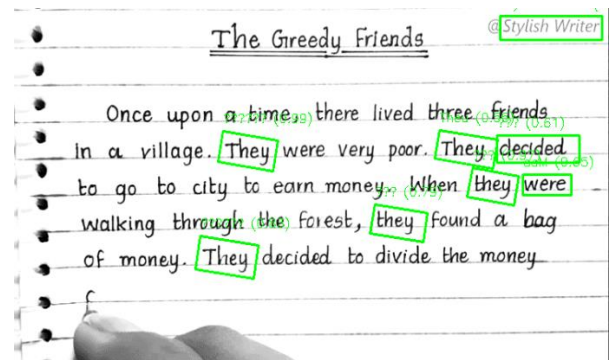 @Stylish Writer
The Greedy Friends
Once upon a time, there lived three friends
in a village. They were very poor. They decided
to go to city to earn money. When they were
walking through the forest, they found a bag
of money. They decided to divide the money